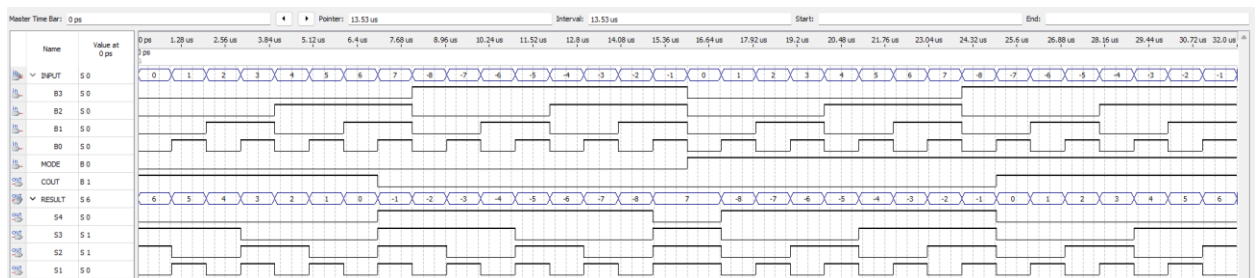 Master Time Bar: 0 ps Pointer: 13.53 us Interval: 13.53 us Start: End:
Name Value at 0 ps
0 ps 1.28 us 2.56 us 3.84 us 5.12 us 6.4 us 7.68 us 8.96 us 10.24 us 11.52 us 12.8 us 14.08 us 15.36 us 16.64 us 17.92 us 19.2 us 20.48 us 21.76 us 23.04 us 24.32 us 25.6 us 26.88 us 28.16 us 29.44 us 30.72 us 32.0 us
0 ps
INPUT S 0 0 1 2 3 4 5 6 7 -8 -7 -6 -5 -4 -3 -2 -1 0 1 2 3 4 5 6 7 -8 -7 -6 -5 -4 -3 -2 -1
B3 S 0
B2 S 0
B1 S 0
B0 S 0
MODE B 0
COUT B 1
RESULT S 6 6 5 4 3 2 1 0 -1 -2 -3 -4 -5 -6 -7 -8 7 -8 -7 -6 -5 -4 -3 -2 -1 0 1 2 3 4 5 6
S4 S 0
S3 S 1
S2 S 1
S1 S 0